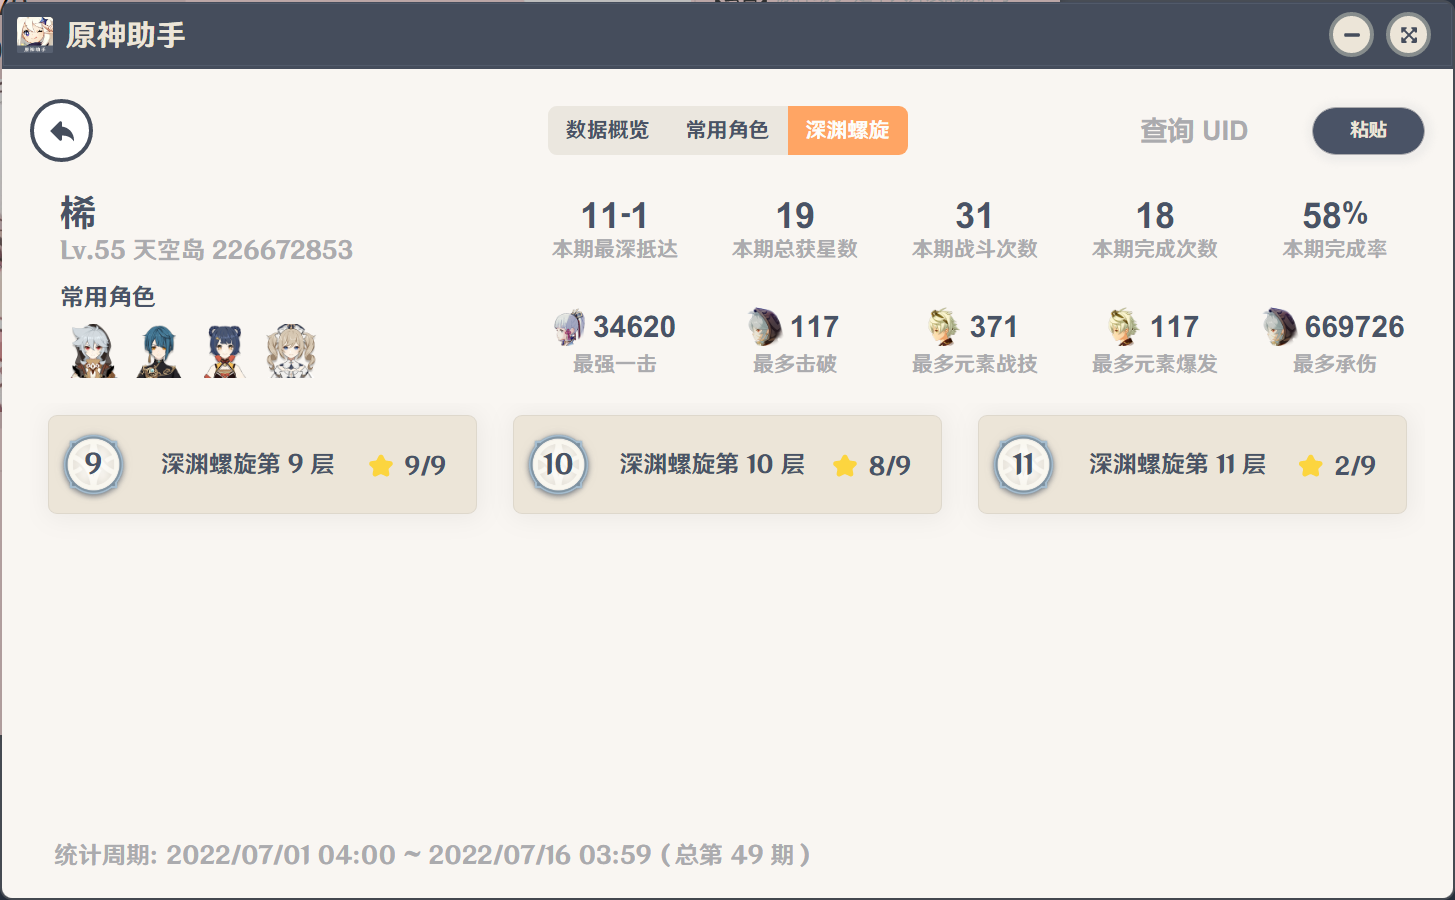 原神助手
数据概览 常用角色 深渊螺旋 查询 UID 粘贴
桸
Lv.55 天空岛 226672853
11-1 19 31 18 58%
本期最深抵达 本期总获星数 本期战斗次数 本期完成次数 本期完成率
常用角色
34620 117 371 117 669726
最强一击 最多击破 最多元素战技 最多元素爆发 最多承伤
9 深渊螺旋第 9 层 9/9
10 深渊螺旋第 10 层 8/9
11 深渊螺旋第 11 层 2/9
统计周期: 2022/07/01 04:00 ~ 2022/07/16 03:59 ( 总第 49 期 )